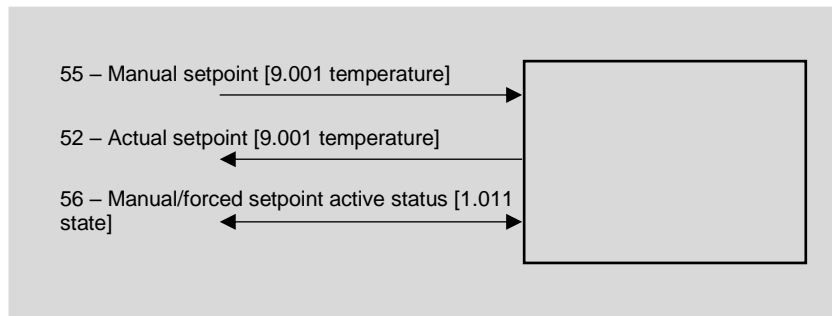 55 – Manual setpoint [9.001 temperature]
52 – Actual setpoint [9.001 temperature]
56 – Manual/forced setpoint active status [1.011
state]